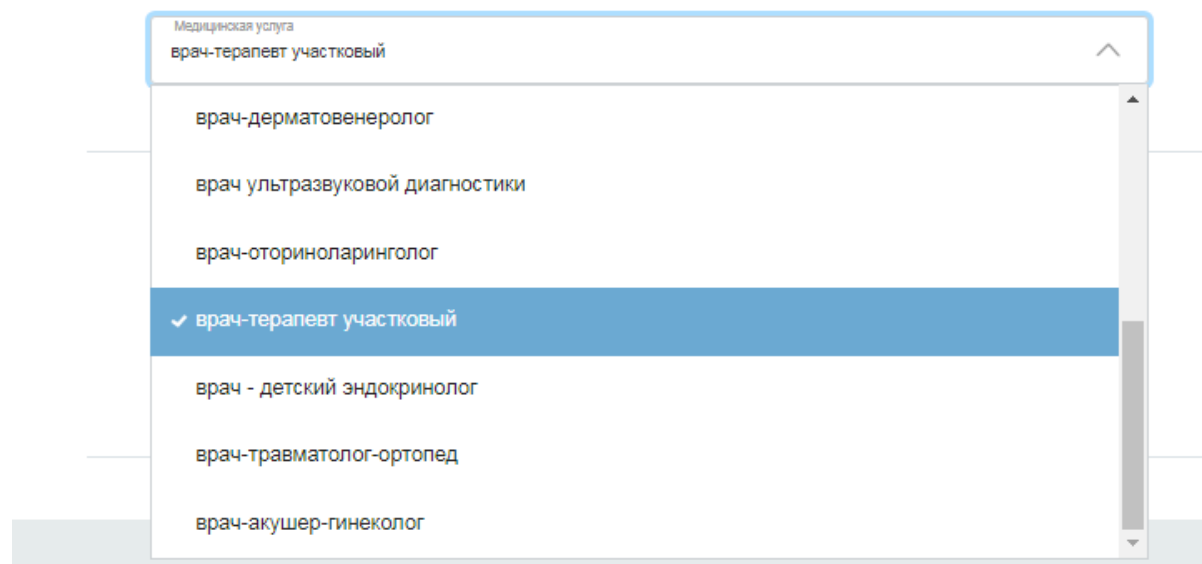 Медицинская услуга
врач-терапевт участковый
врач-дерматовенеролог
врач ультразвуковой диагностики
врач-оториноларинголог
врач-терапевт участковый
врач - детский эндокринолог
врач-травматолог-ортопед
врач-акушер-гинеколог